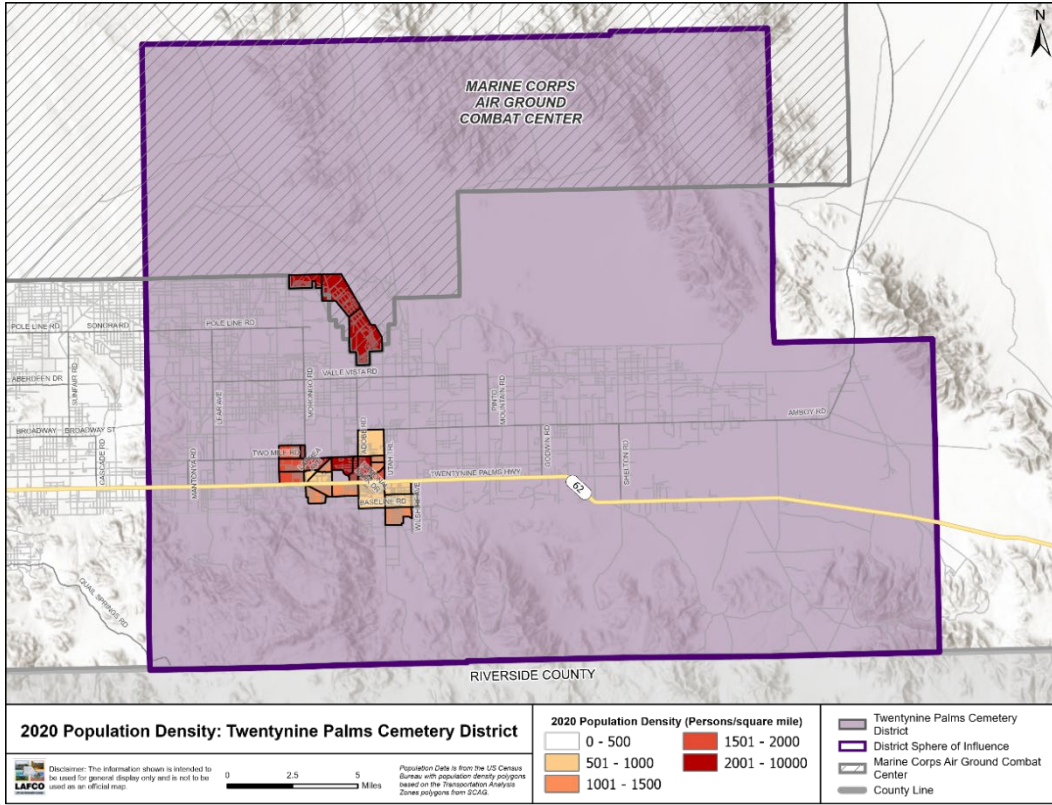 N
MARINE CORPS
AIR GROUND
COMBAT CENTER
POLE LINE RD
SONORA RD
POLE LINE RD
SUNFAIR RD
ABERDEEN DR
LEAR AVE
MORONGO RD
VALLE VISTA RD
PINTO
MOUNTAIN RD
AMBOY RD
BROADWAY
BROADWAY ST
CASCADE RD
MANTONYA RD
TWO MILE RD
ADOBE RD
UTAH TRL
GODWIN RD
SHELTON RD
TWENTYNINE PALMS HWY
62
BASELINE RD
QUAIL SPRINGS RD
RIVERSIDE COUNTY
2020 Population Density: Twentynine Palms Cemetery District
LAFCO
Disclaimer: The information shown is intended to
be used for general display only and is not to be
used as an official map.
0 2.5 5
Miles
Population Data is from the US Census
Bureau with population density polygons
based on the Transportation Analysis
Zones polygons from SCAG.
2020 Population Density (Persons/square mile)
0 - 500
501 - 1000
1001 - 1500
1501 - 2000
2001 - 10000
Twentynine Palms Cemetery
District
District Sphere of Influence
Marine Corps Air Ground Combat
Center
County Line